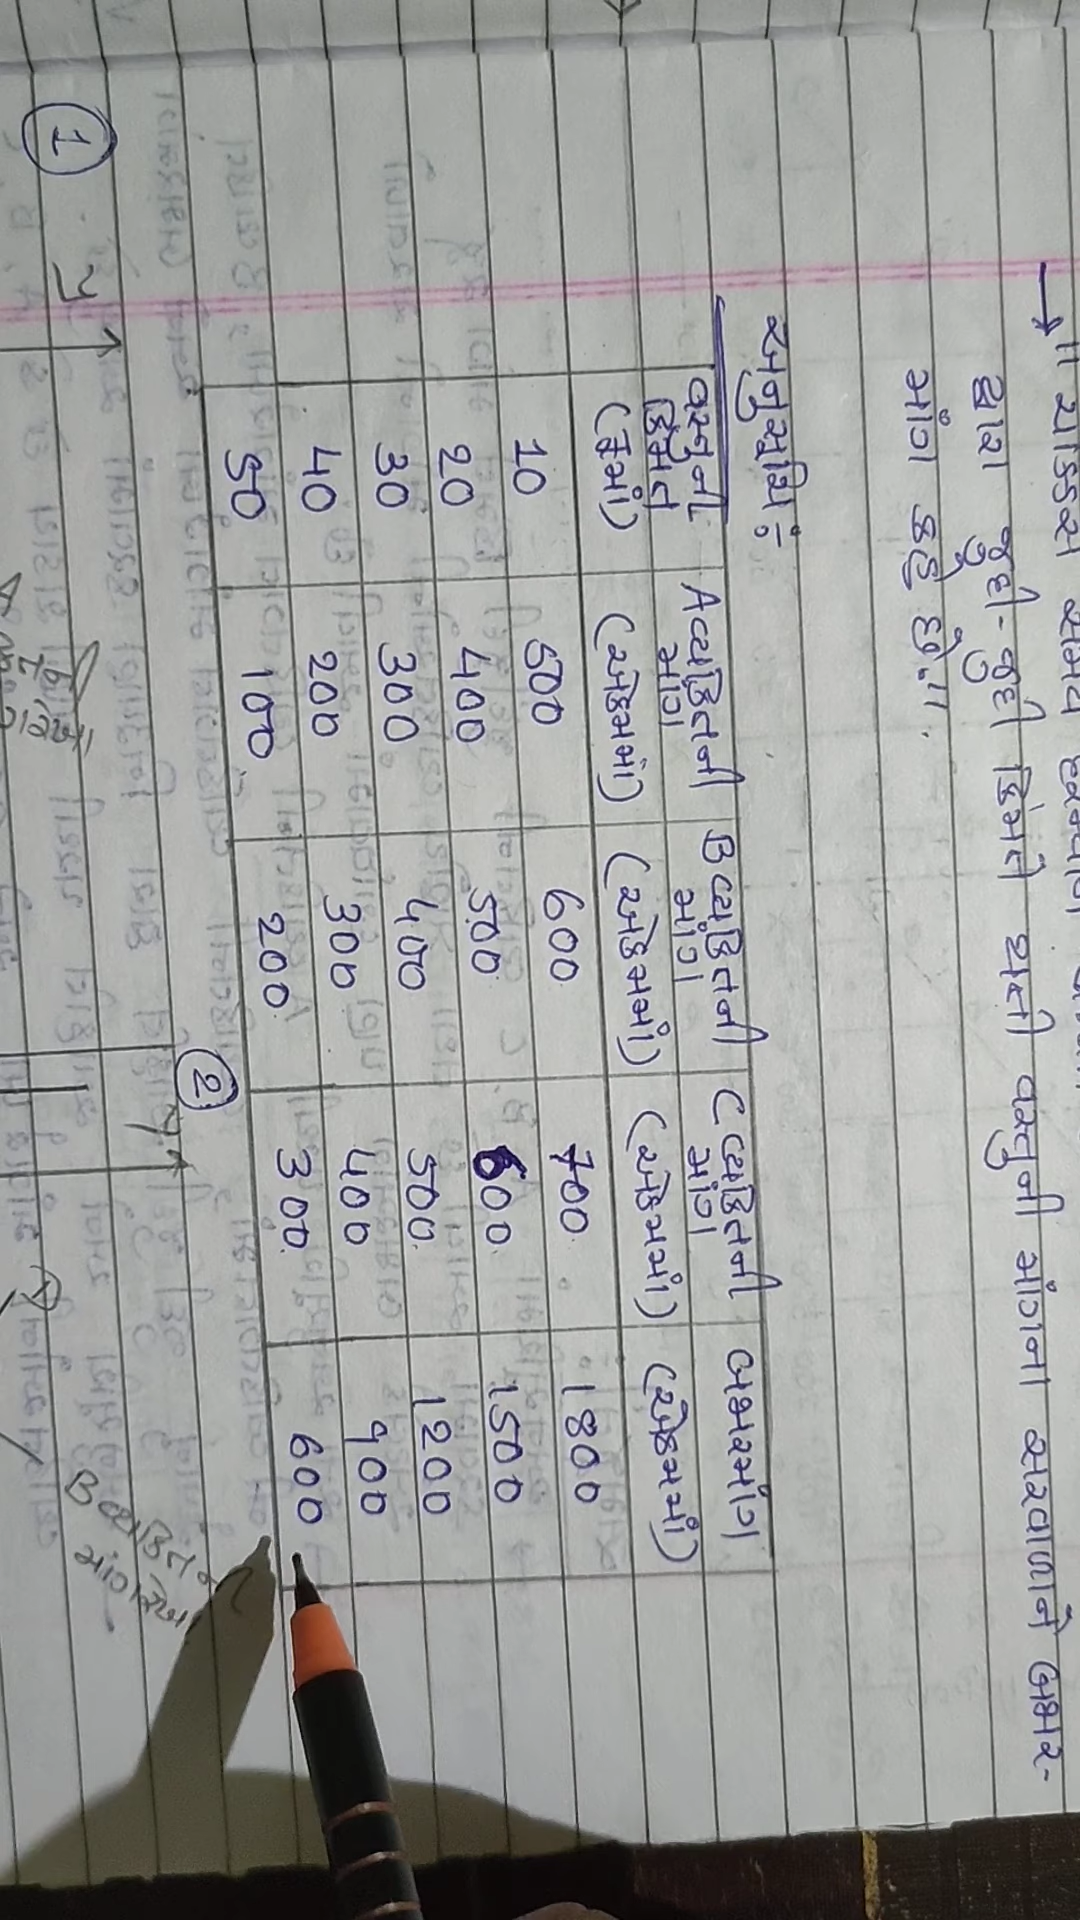 → " ચોક્કસ સમય દરમ્યાન
દ્વારા જુદી-જુદી કિંમતે થતી વસ્તુની માંગના સરવાળાને બજાર-
માંગ કહે છે.".
અનુસૂચિ :-
વસ્તુની કિંમત (રૂ.માં) A વ્યક્તિની માંગ (એકમમાં) B વ્યક્તિની માંગ (એકમમાં) C વ્યક્તિની માંગ (એકમમાં) બજારમાંગ (એકમમાં)
10 500 600 700 1800
20 400 500 600 1500
30 300 400 500 1200
40 200 300 400 900
50 100 200 300 600
1 y
2 y
B વ્યક્તિની
માંગરેખા